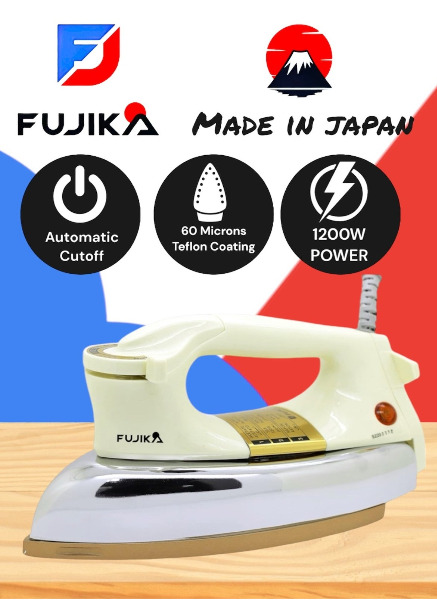 FUJIKA
MADE IN JAPAN
Automatic
Cutoff
60 Microns
Teflon Coating
1200W
POWER
FUJIKA